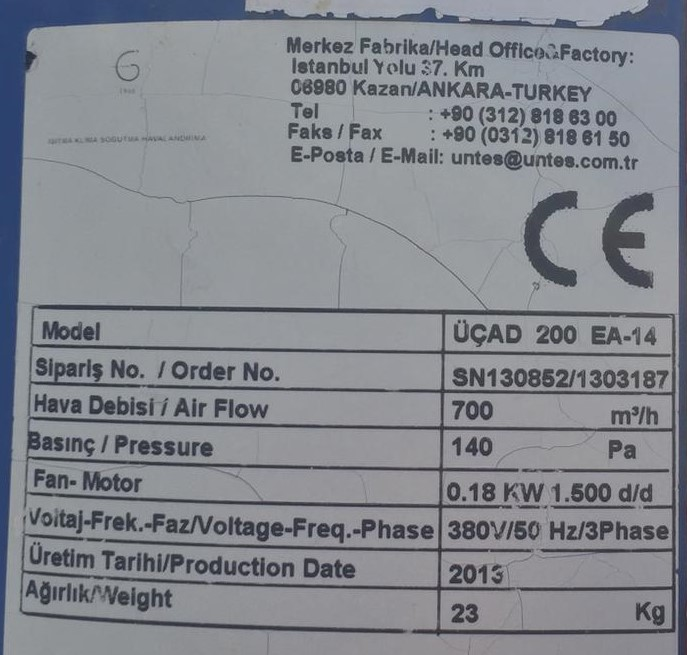 G
Merkez Fabrika/Head Office&Factory:
Istanbul Yolu 37. Km
06980 Kazan/ANKARA-TURKEY
Tel : +90 (312) 818 63 00
Faks / Fax : +90 (0312) 818 61 50
E-Posta / E-Mail: untes@untes.com.tr
ISITMA KLİMA SOĞUTMA HAVALANDIRMA
CE
Model ÜÇAD 200 EA-14
Sipariş No. / Order No. SN130852/1303187
Hava Debisi / Air Flow 700 m³/h
Basınç / Pressure 140 Pa
Fan- Motor 0.18 KW 1.500 d/d
Voltaj-Frek.-Faz/Voltage-Freq.-Phase 380V/50 Hz/3Phase
Üretim Tarihi/Production Date 2013
Ağırlık/Weight 23 Kg